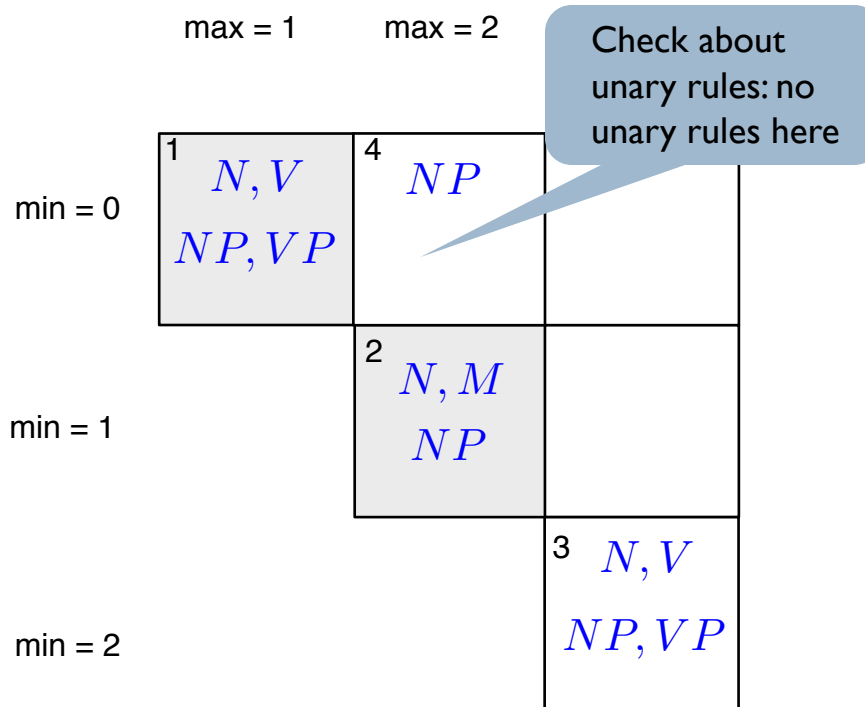 max = 1 max = 2
Check about
unary rules: no
unary rules here
min = 0
1
N, V
NP, VP
4
NP
min = 1
2
N, M
NP
min = 2
3
N, V
NP, VP